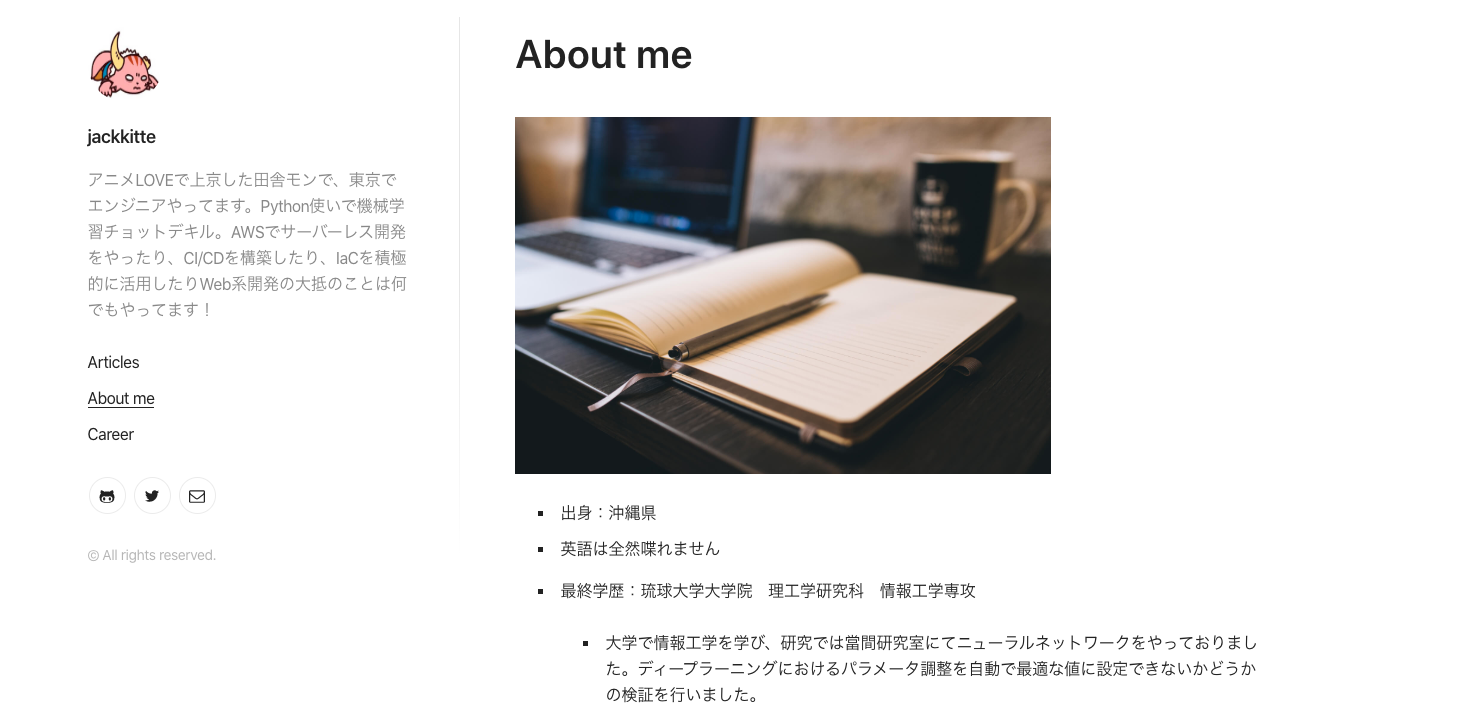 jackkitte
アニメLOVEで上京した田舎モンで、東京で
エンジニアやってます。Python使いで機械学
習チョットデキル。AWSでサーバーレス開発
をやったり、CI/CDを構築したり、IaCを積極
的に活用したりWeb系開発の大抵のことは何
でもやってます！
Articles
About me
Career
© All rights reserved.
About me
出身：沖縄県
英語は全然喋れません
最終学歴：琉球大学大学院　理工学研究科　情報工学専攻
大学で情報工学を学び、研究では當間研究室にてニューラルネットワークをやっておりまし
た。ディープラーニングにおけるパラメータ調整を自動で最適な値に設定できないかどうか
の検証を行いました。